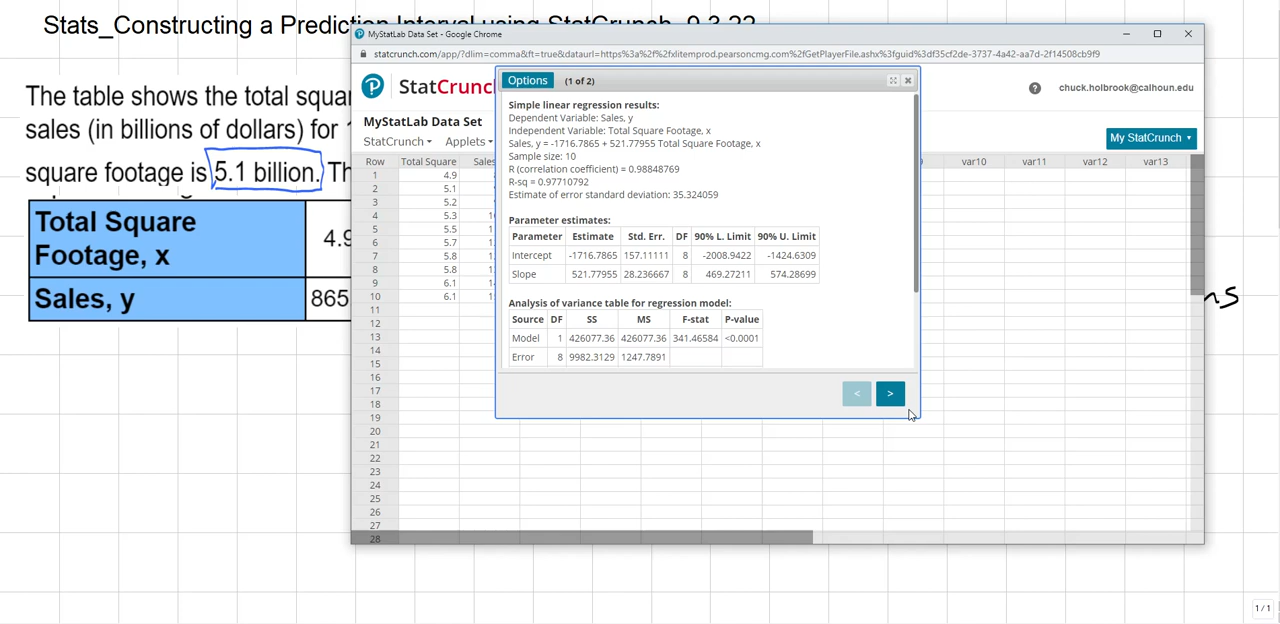 Stats_Constructing a Prediction Interval using StatCrunch 9.3.22
MyStatLab Data Set - Google Chrome
statcrunch.com/app/?dlim=comma&ft=true&dataurl=https%3a%2f%2fxlitemprod.pearsoncmg.com%2fGetPlayerFile.ashx%3fguid%3df35cf2de-3737-4a42-aa7d-2f14508cb9f9
The table shows the total squar
sales (in billions of dollars) for 1
square footage is 5.1 billion. Th
Total Square Footage, x 4.9
Sales, y 865
StatCrunc
chuck.holbrook@calhoun.edu
MyStatLab Data Set
My StatCrunch
StatCrunch Applets
Row Total Square Sales var10 var11 var12 var13
1 4.9
2 5.1
3 5.2
4 5.3
5 5.5
6 5.7
7 5.8
8 5.8
9 6.1
10 6.1
11
12
13
14
15
16
17
18
19
20
21
22
23
24
25
26
27
28
Options (1 of 2)
Simple linear regression results:
Dependent Variable: Sales, y
Independent Variable: Total Square Footage, x
Sales, y = -1716.7865 + 521.77955 Total Square Footage, x
Sample size: 10
R (correlation coefficient) = 0.98848769
R-sq = 0.97710792
Estimate of error standard deviation: 35.324059
Parameter estimates:
Parameter Estimate Std. Err. DF 90% L. Limit 90% U. Limit
Intercept -1716.7865 157.11111 8 -2008.9422 -1424.6309
Slope 521.77955 28.236667 8 469.27211 574.28699
Analysis of variance table for regression model:
Source DF SS MS F-stat P-value
Model 1 426077.36 426077.36 341.46584 <0.0001
Error 8 9982.3129 1247.7891
< >
ns
1/1